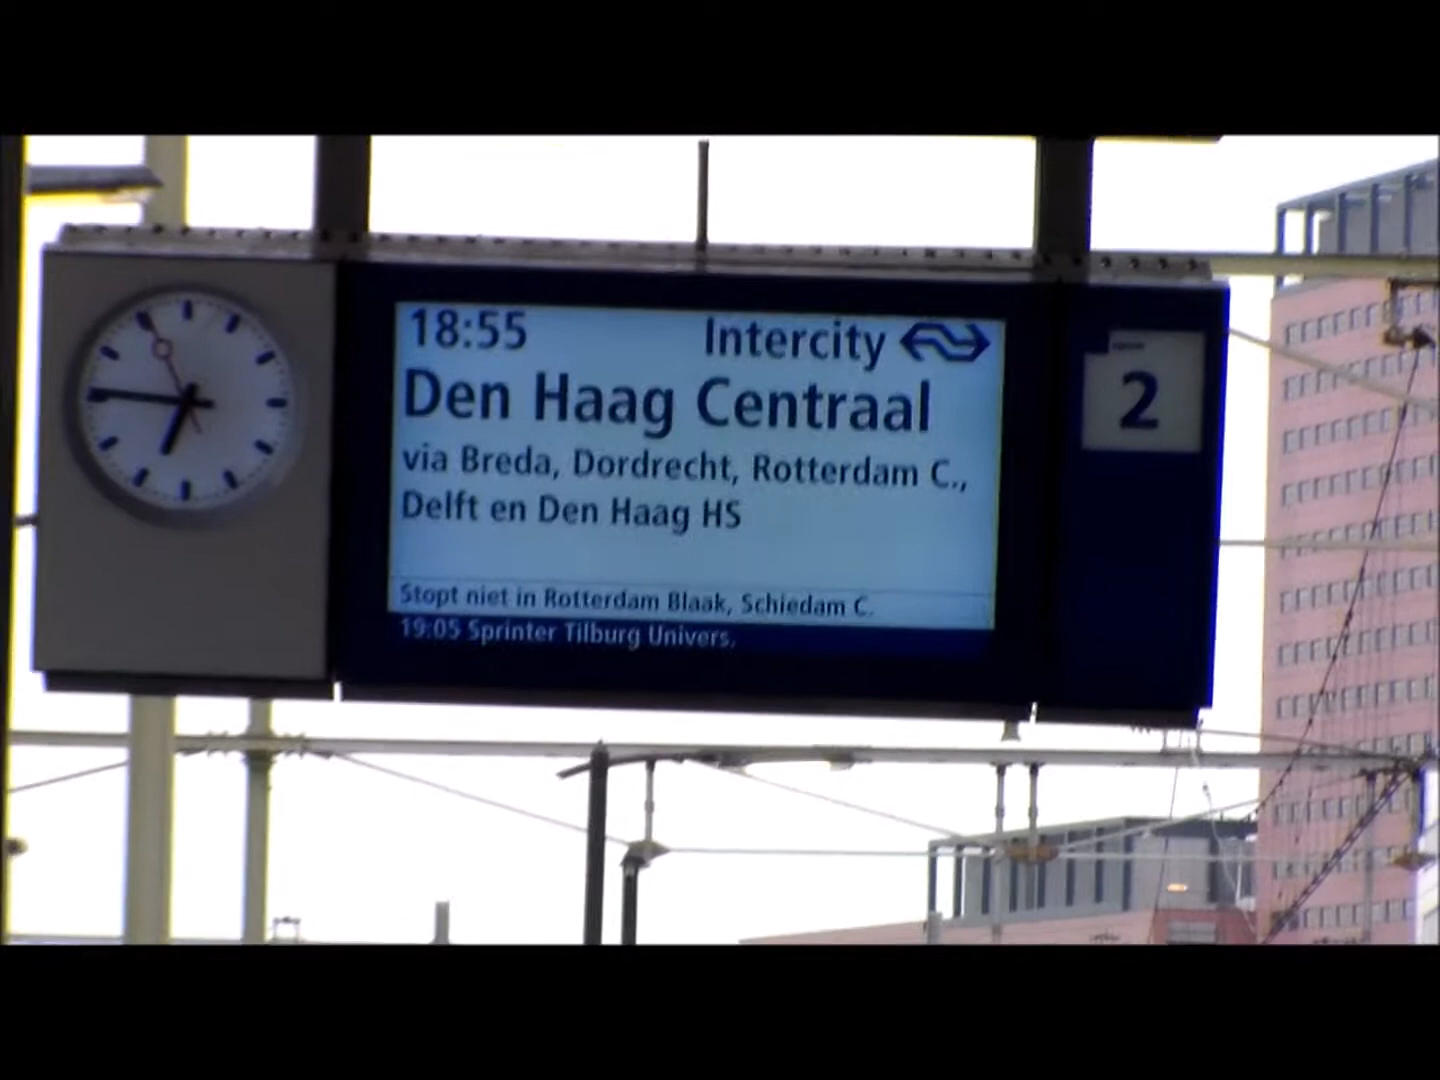 18:55 Intercity
Den Haag Centraal
via Breda, Dordrecht, Rotterdam C.,
Delft en Den Haag HS
Stopt niet in Rotterdam Blaak, Schiedam C.
19:05 Sprinter Tilburg Univers.
2